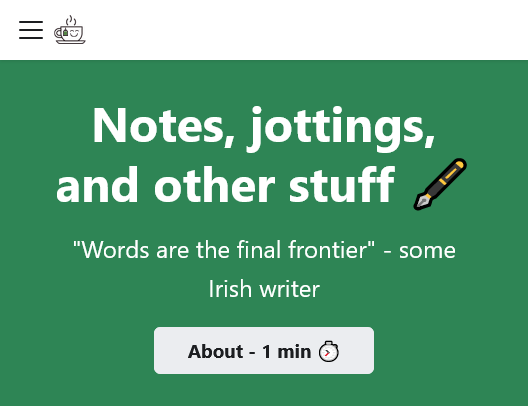 Notes, jottings,
and other stuff
"Words are the final frontier" - some
Irish writer
About - 1 min